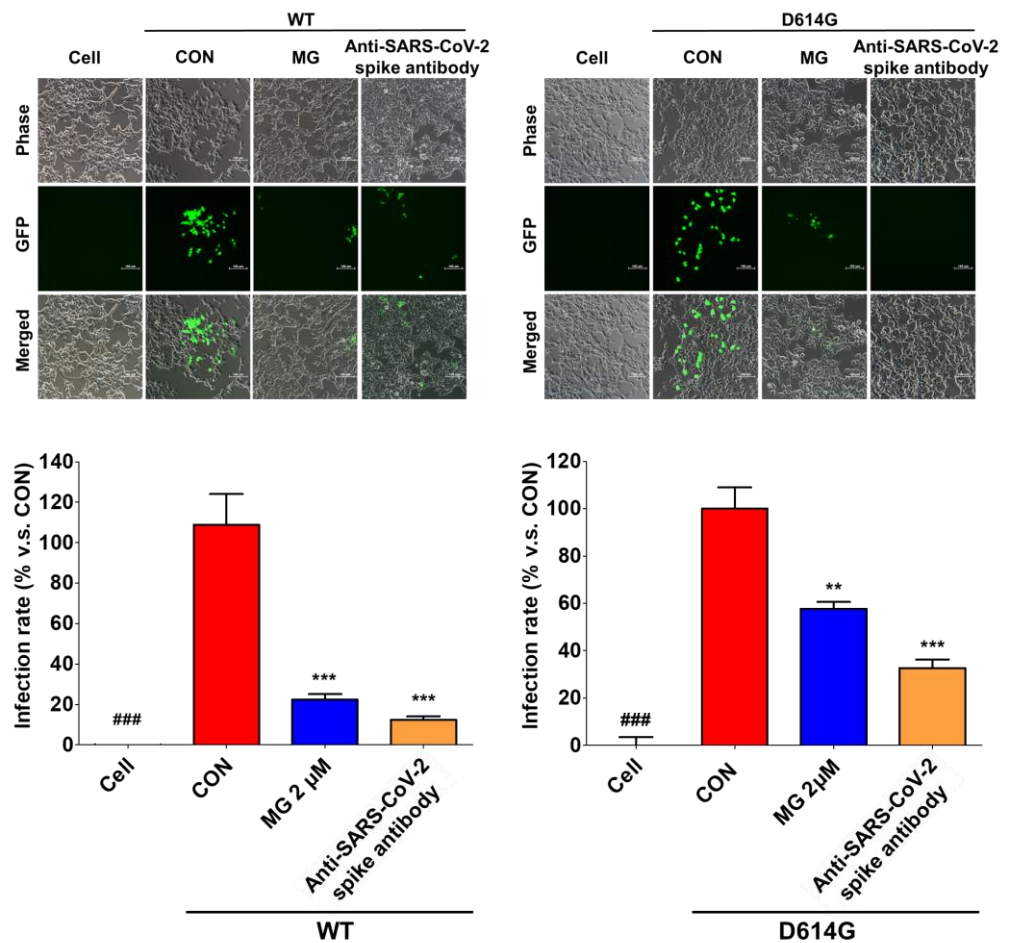 WT
Cell
CON
MG
Anti-SARS-CoV-2
spike antibody
Phase
GFP
Merged
D614G
Cell
CON
MG
Anti-SARS-CoV-2
spike antibody
Phase
GFP
Merged
Infection rate (% v.s. CON)
140
120
100
80
60
40
20
0
###
***
***
Cell
CON
MG 2 µM
Anti-SARS-CoV-2
spike antibody
WT
Infection rate (% v.s. CON)
120
100
80
60
40
20
0
###
**
***
Cell
CON
MG 2µM
Anti-SARS-CoV-2
spike antibody
D614G